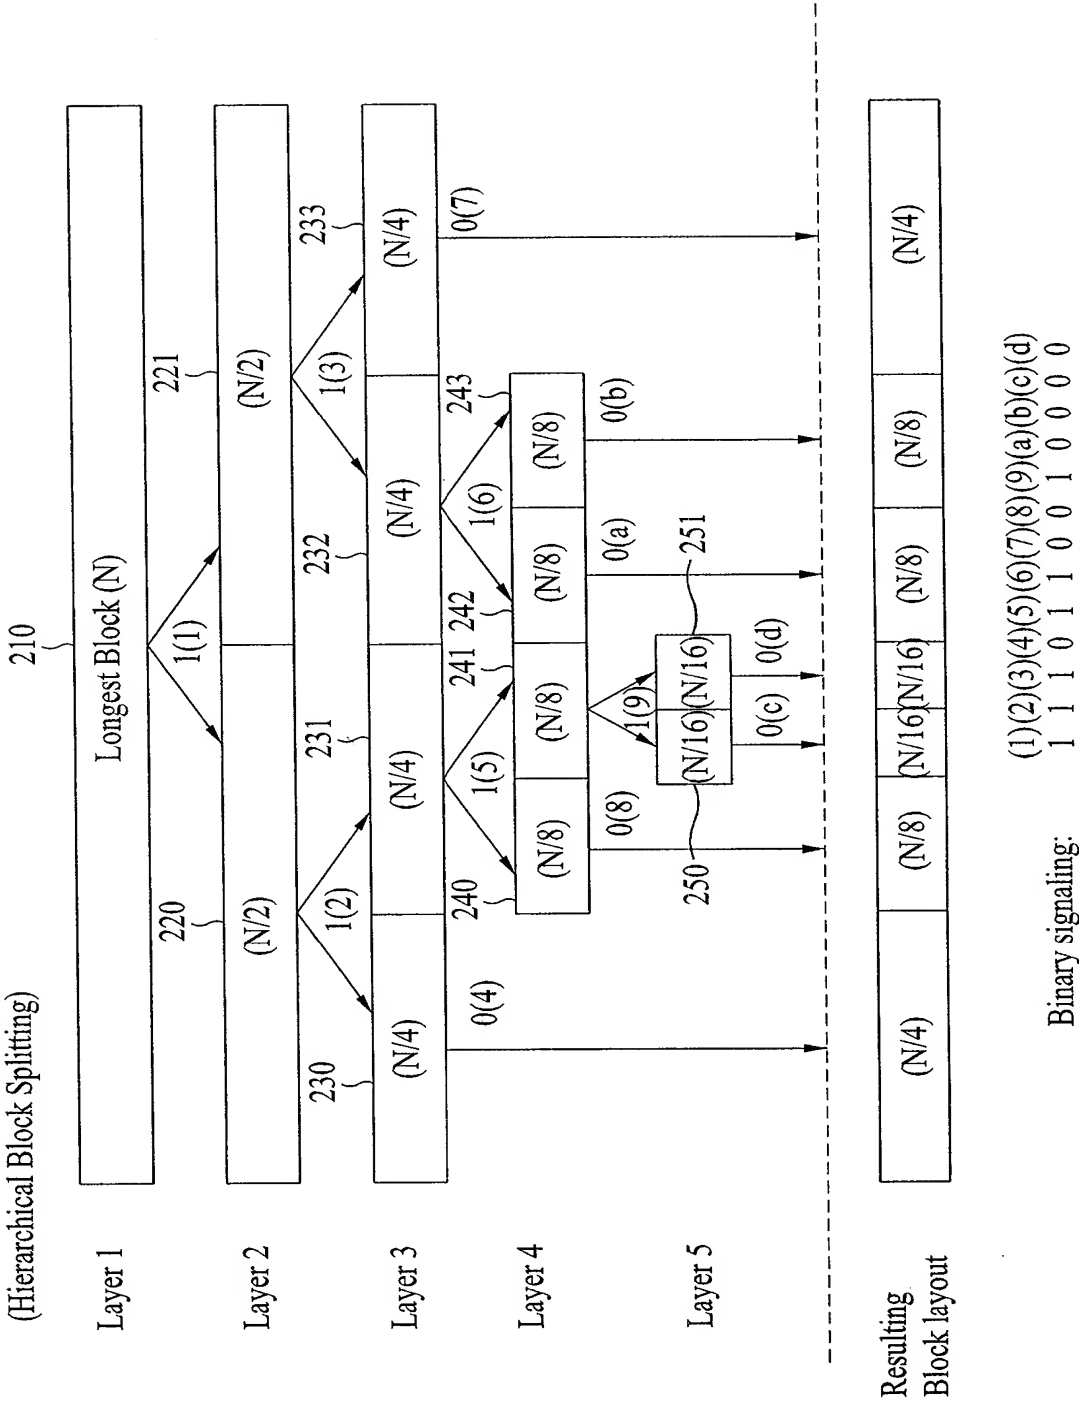 (Hierarchical Block Splitting)
210
Layer 1
Longest Block (N)
1(1)
220
221
Layer 2
(N/2)
(N/2)
1(2)
1(3)
230
231
232
233
Layer 3
(N/4)
(N/4)
(N/4)
(N/4)
0(4)
1(5)
1(6)
0(7)
240
241
242
243
Layer 4
(N/8)
(N/8)
(N/8)
(N/8)
0(8)
1(9)
0(a)
0(b)
Layer 5
250
(N/16)
(N/16)
251
0(c)
0(d)
Resulting
Block layout
(N/4)
(N/8)
(N/16)
(N/16)
(N/8)
(N/8)
(N/4)
(1)(2)(3)(4)(5)(6)(7)(8)(9)(a)(b)(c)(d)
Binary signaling: 1 1 1 0 1 1 0 0 1 0 0 0 0